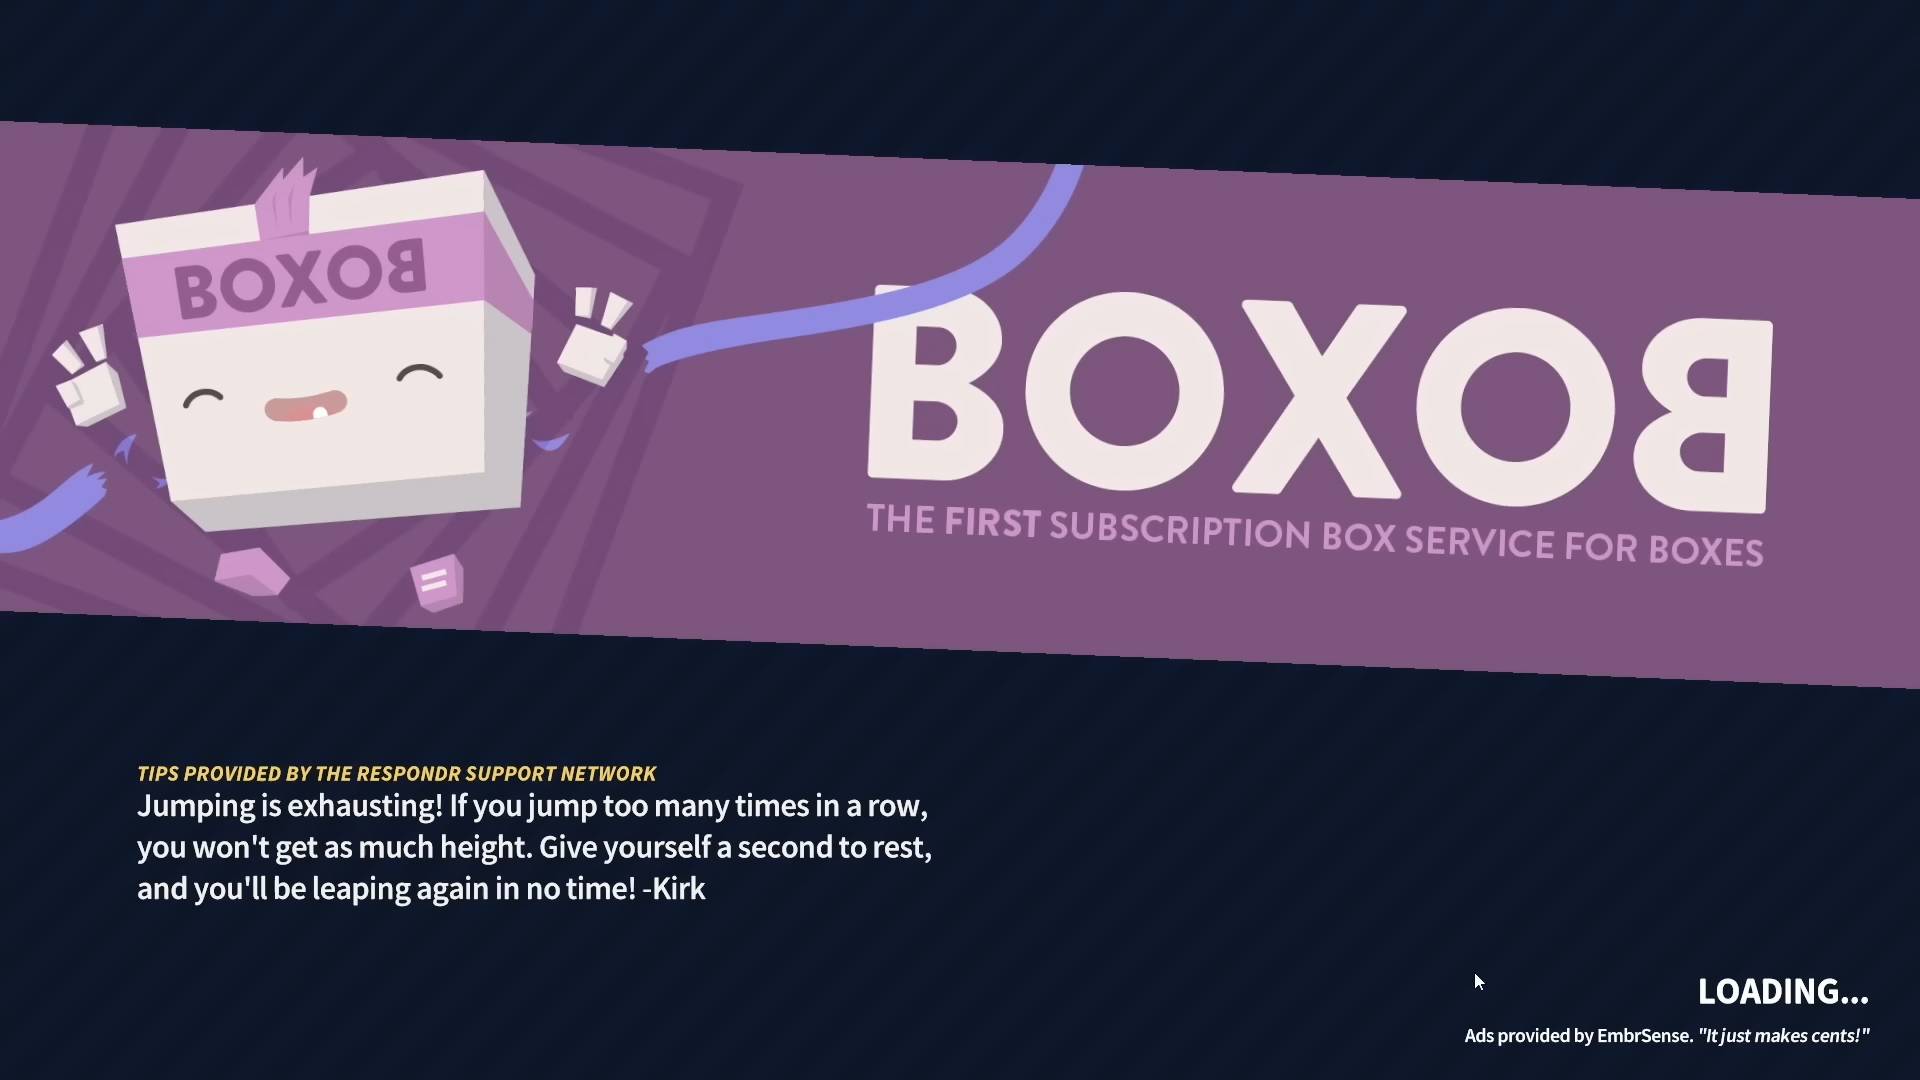 BOXOB
BOXOB
THE FIRST SUBSCRIPTION BOX SERVICE FOR BOXES
TIPS PROVIDED BY THE RESPONDR SUPPORT NETWORK
Jumping is exhausting! If you jump too many times in a row,
you won't get as much height. Give yourself a second to rest,
and you'll be leaping again in no time! -Kirk
LOADING...
Ads provided by EmbrSense. "It just makes cents!"